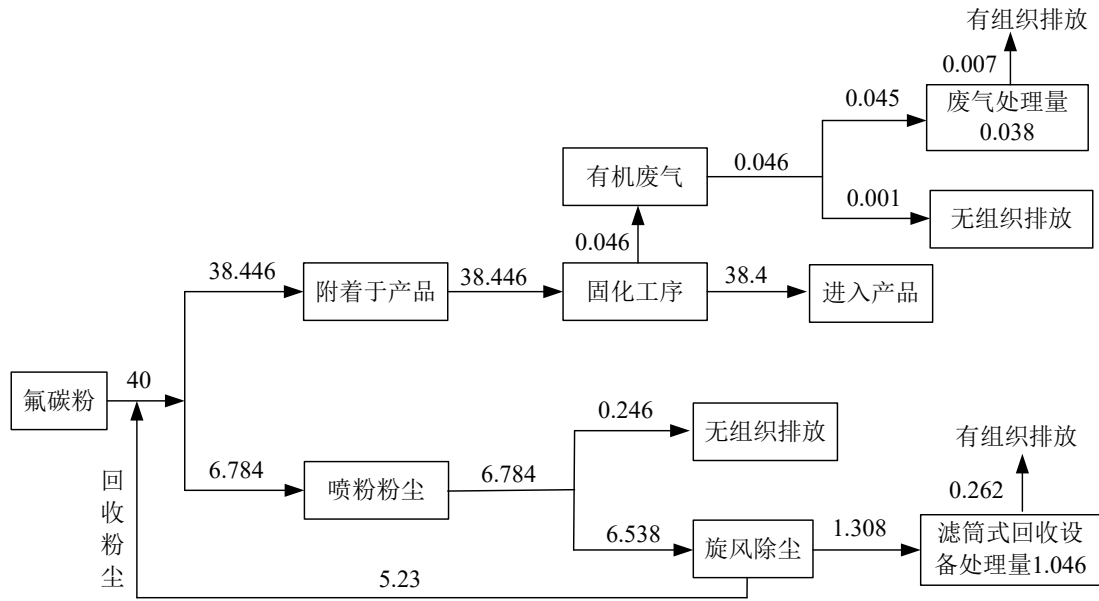 有组织排放
0.007
0.045
废气处理量
0.038
有机废气
0.046
0.001
无组织排放
0.046
38.446
附着于产品
38.446
固化工序
38.4
进入产品
氟碳粉
40
0.246
无组织排放
有组织排放
6.784
喷粉粉尘
6.784
0.262
回收粉尘
6.538
旋风除尘
1.308
滤筒式回收设
备处理量1.046
5.23